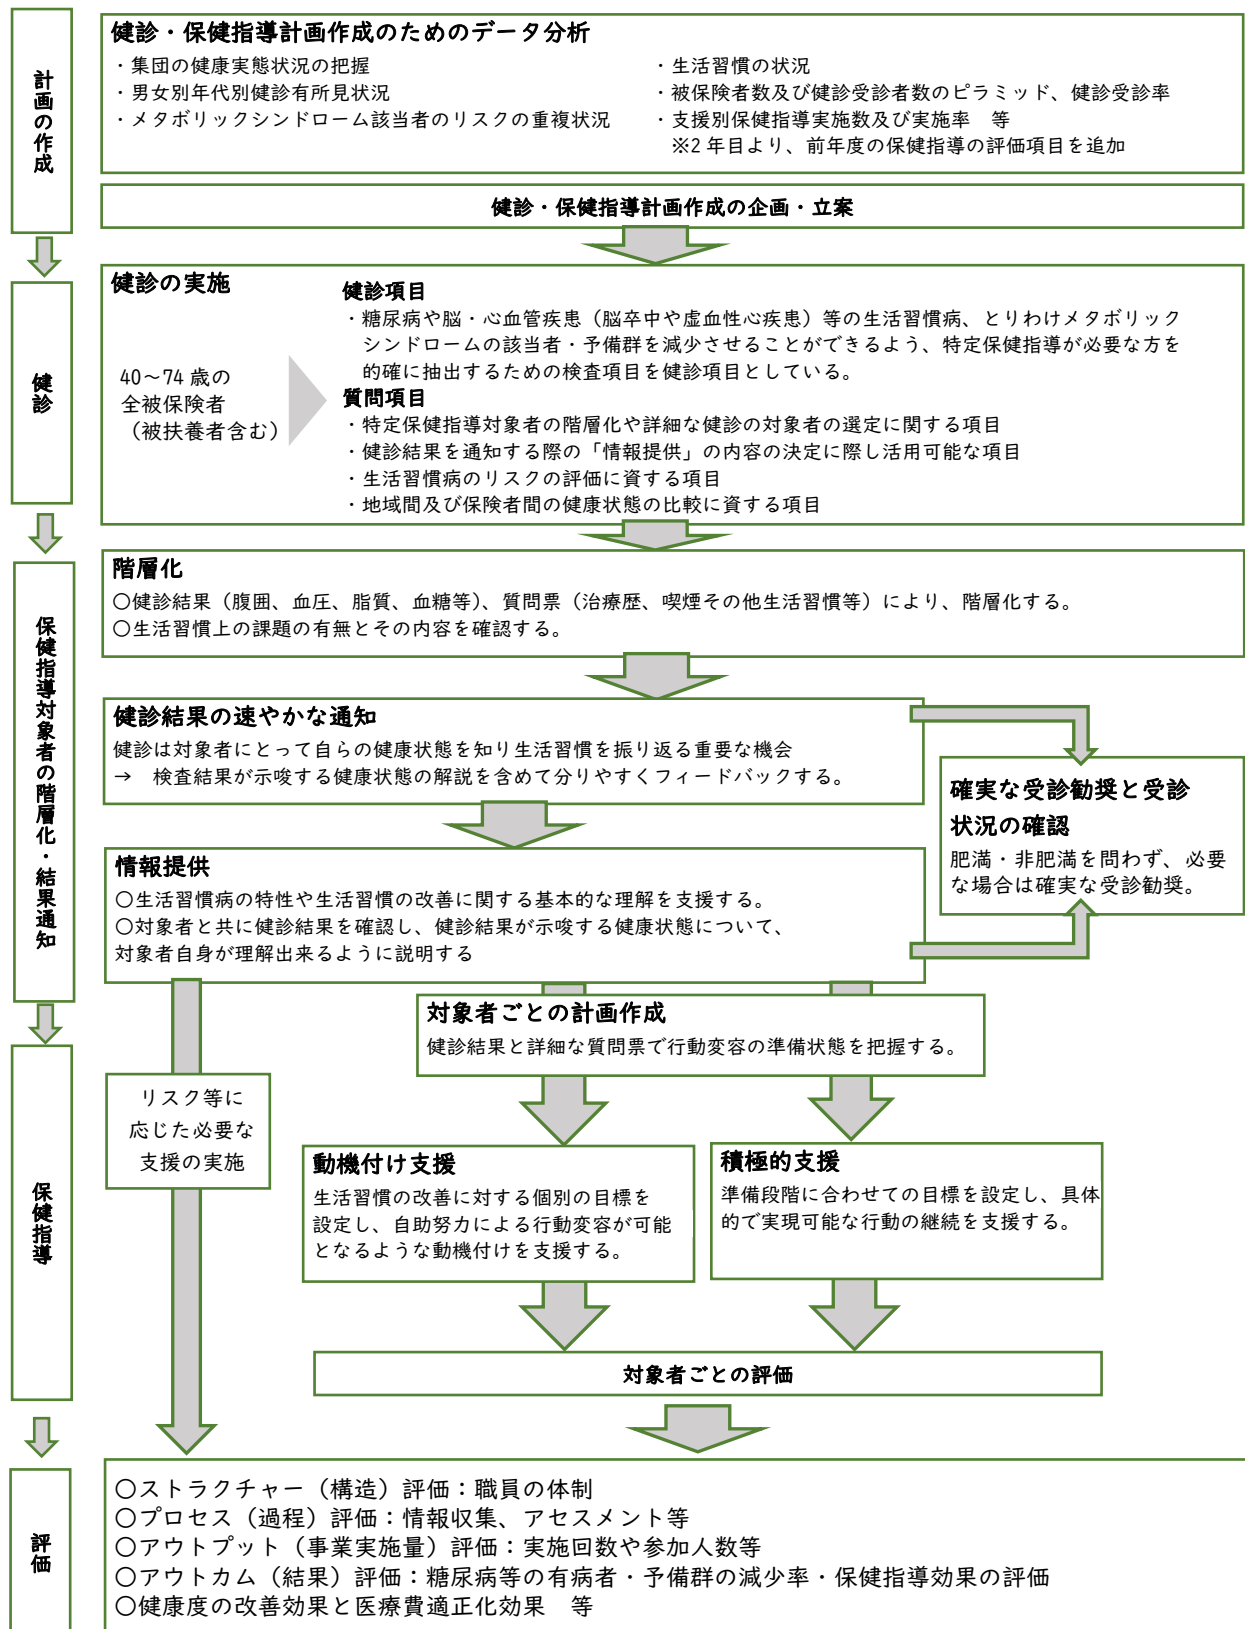 計画の作成
健診・保健指導計画作成のためのデータ分析
・集団の健康実態状況の把握
・男女別年代別健診有所見状況
・メタボリックシンドローム該当者のリスクの重複状況
・生活習慣の状況
・被保険者数及び健診受診者数のピラミッド、健診受診率
・支援別保健指導実施数及び実施率　等
※2 年目より、前年度の保健指導の評価項目を追加
健診・保健指導計画作成の企画・立案
健診
健診の実施
40～74 歳の
全被保険者
（被扶養者含む）
健診項目
・糖尿病や脳・心血管疾患（脳卒中や虚血性心疾患）等の生活習慣病、とりわけメタボリック
シンドロームの該当者・予備群を減少させることができるよう、特定保健指導が必要な方を
的確に抽出するための検査項目を健診項目としている。
質問項目
・特定保健指導対象者の階層化や詳細な健診の対象者の選定に関する項目
・健診結果を通知する際の「情報提供」の内容の決定に際し活用可能な項目
・生活習慣病のリスクの評価に資する項目
・地域間及び保険者間の健康状態の比較に資する項目
保健指導対象者の階層化・結果通知
階層化
○健診結果（腹囲、血圧、脂質、血糖等）、質問票（治療歴、喫煙その他生活習慣等）により、階層化する。
○生活習慣上の課題の有無とその内容を確認する。
健診結果の速やかな通知
健診は対象者にとって自らの健康状態を知り生活習慣を振り返る重要な機会
→　検査結果が示唆する健康状態の解説を含めて分りやすくフィードバックする。
確実な受診勧奨と受診
状況の確認
肥満・非肥満を問わず、必要
な場合は確実な受診勧奨。
情報提供
○生活習慣病の特性や生活習慣の改善に関する基本的な理解を支援する。
○対象者と共に健診結果を確認し、健診結果が示唆する健康状態について、
対象者自身が理解出来るように説明する
保健指導
対象者ごとの計画作成
健診結果と詳細な質問票で行動変容の準備状態を把握する。
リスク等に
応じた必要な
支援の実施
動機付け支援
生活習慣の改善に対する個別の目標を
設定し、自助努力による行動変容が可能
となるような動機付けを支援する。
積極的支援
準備段階に合わせての目標を設定し、具体
的で実現可能な行動の継続を支援する。
対象者ごとの評価
評価
○ストラクチャー（構造）評価：職員の体制
○プロセス（過程）評価：情報収集、アセスメント等
○アウトプット（事業実施量）評価：実施回数や参加人数等
○アウトカム（結果）評価：糖尿病等の有病者・予備群の減少率・保健指導効果の評価
○健康度の改善効果と医療費適正化効果　等